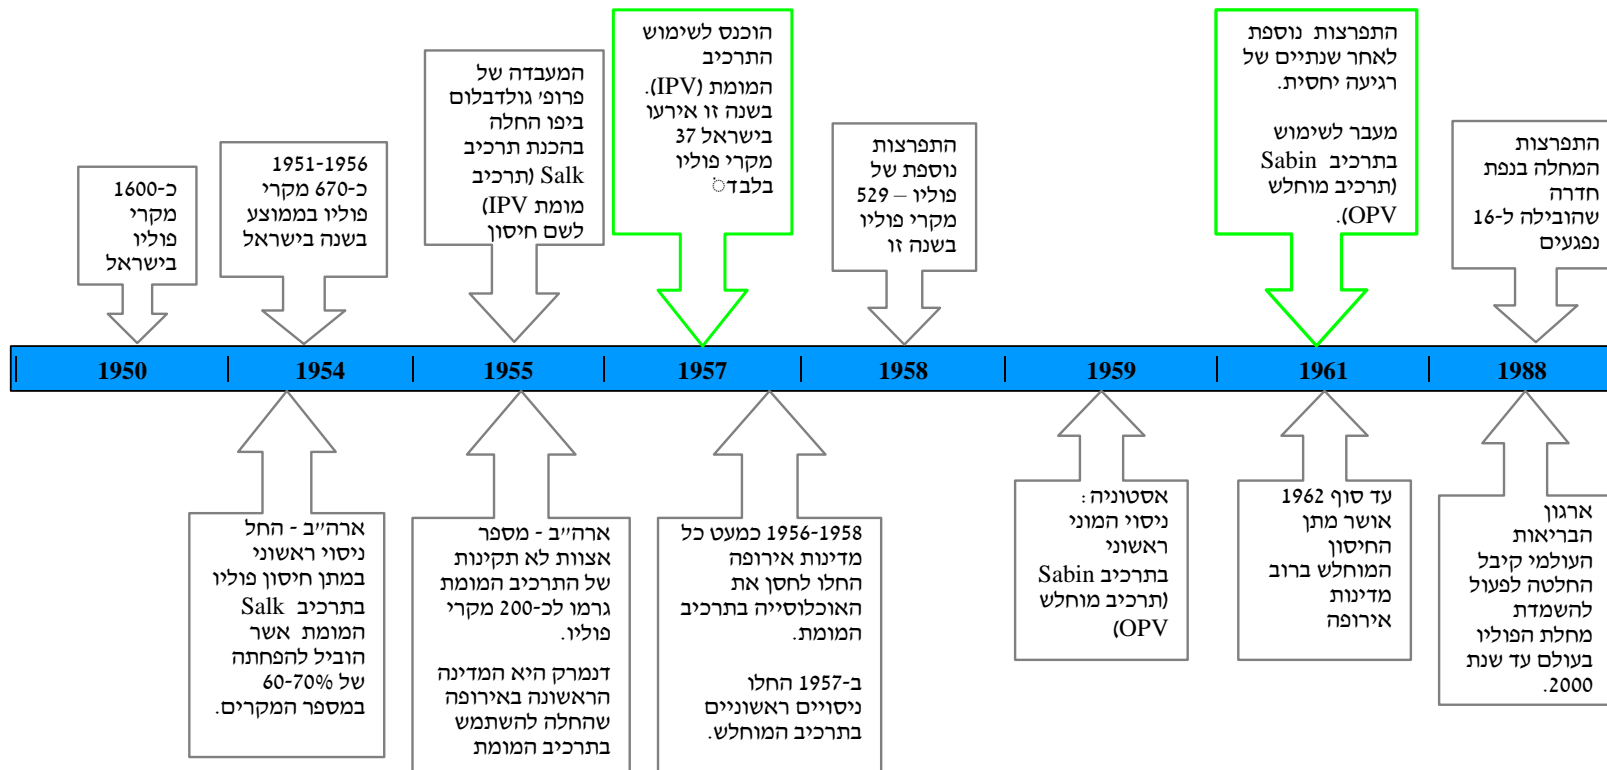 כ-1600
מקרי
פוליו
בישראל
1951-1956
כ-670 מקרי
פוליו בממוצע
בשנה בישראל
המעבדה של
פרופ' גולדבלום
ביפו החלה
בהכנת תרכיב
Salk (תרכיב
מומת IPV)
לשם חיסון
הוכנס לשימוש
התרכיב
המומת (IPV).
בשנה זו אירעו
בישראל 37
מקרי פוליו
בלבד
התפרצות
נוספת של
פוליו – 529
מקרי פוליו
בשנה זו
התפרצות נוספת
לאחר שנתיים של
רגיעה יחסית.
מעבר לשימוש
בתרכיב Sabin
(תרכיב מוחלש
OPV).
התפרצות
המחלה בנפת
חדרה
שהובילה ל-16
נפגעים
1950 1954 1955 1957 1958 1959 1961 1988
ארה״ב - החל
ניסוי ראשוני
במתן חיסון פוליו
בתרכיב Salk
המומת אשר
הוביל להפחתה
של 60-70%
במספר המקרים.
ארה״ב - מספר
אצוות לא תקינות
של התרכיב המומת
גרמו לכ-200 מקרי
פוליו.
דנמרק היא המדינה
הראשונה באירופה
שהחלה להשתמש
בתרכיב המומת
1956-1958 כמעט כל
מדינות אירופה
החלו לחסן את
האוכלוסייה בתרכיב
המומת.
ב-1957 החלו
ניסויים ראשוניים
בתרכיב המוחלש.
אסטוניה:
ניסוי המוני
ראשוני
בתרכיב Sabin
(תרכיב מוחלש
OPV)
עד סוף 1962
אושר מתן
החיסון
המוחלש ברוב
מדינות
אירופה
ארגון
הבריאות
העולמי קיבל
החלטה לפעול
להשמדת
מחלת הפוליו
בעולם עד שנת
2000.